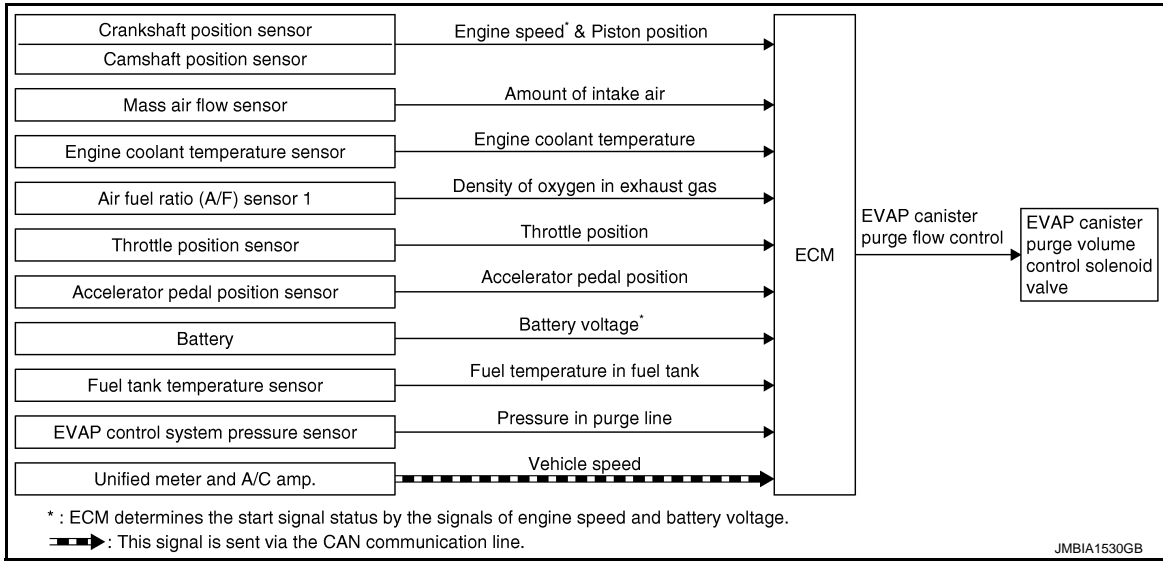 Crankshaft position sensor
Camshaft position sensor
Engine speed* & Piston position
Mass air flow sensor
Amount of intake air
Engine coolant temperature sensor
Engine coolant temperature
Air fuel ratio (A/F) sensor 1
Density of oxygen in exhaust gas
Throttle position sensor
Throttle position
Accelerator pedal position sensor
Accelerator pedal position
Battery
Battery voltage*
Fuel tank temperature sensor
Fuel temperature in fuel tank
EVAP control system pressure sensor
Pressure in purge line
Unified meter and A/C amp.
Vehicle speed
ECM
EVAP canister
purge flow control
EVAP canister
purge volume
control solenoid
valve
* : ECM determines the start signal status by the signals of engine speed and battery voltage.
: This signal is sent via the CAN communication line.
JMBIA1530GB